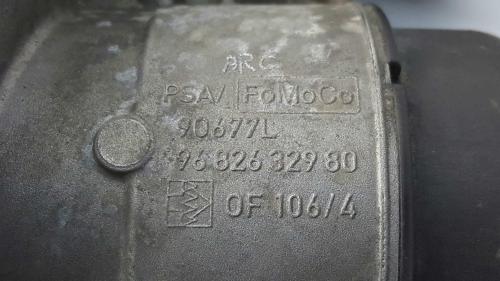 ARC
PSA/ FoMoCo
90677L
96 826 329 80
OF 106/4